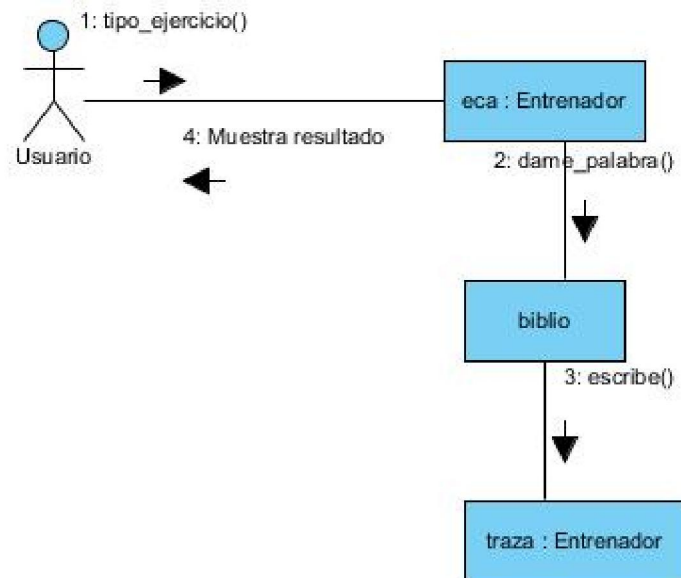 1: tipo_ejercicio()
eca : Entrenador
4: Muestra resultado
Usuario
2: dame_palabra()
biblio
3: escribe()
traza : Entrenador